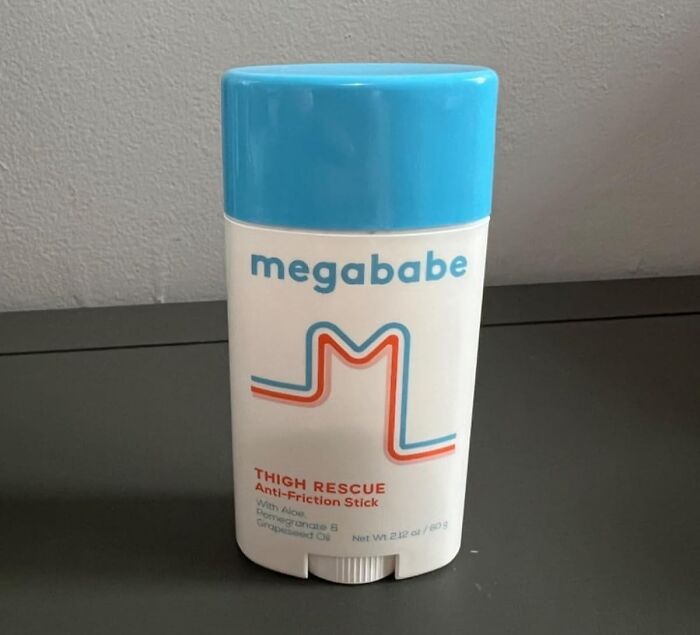 megababe
THIGH RESCUE
Anti-Friction Stick
With Aloe,
Pomegranate &
Grapeseed Oil
Net Wt. 2.12 oz / 60 g